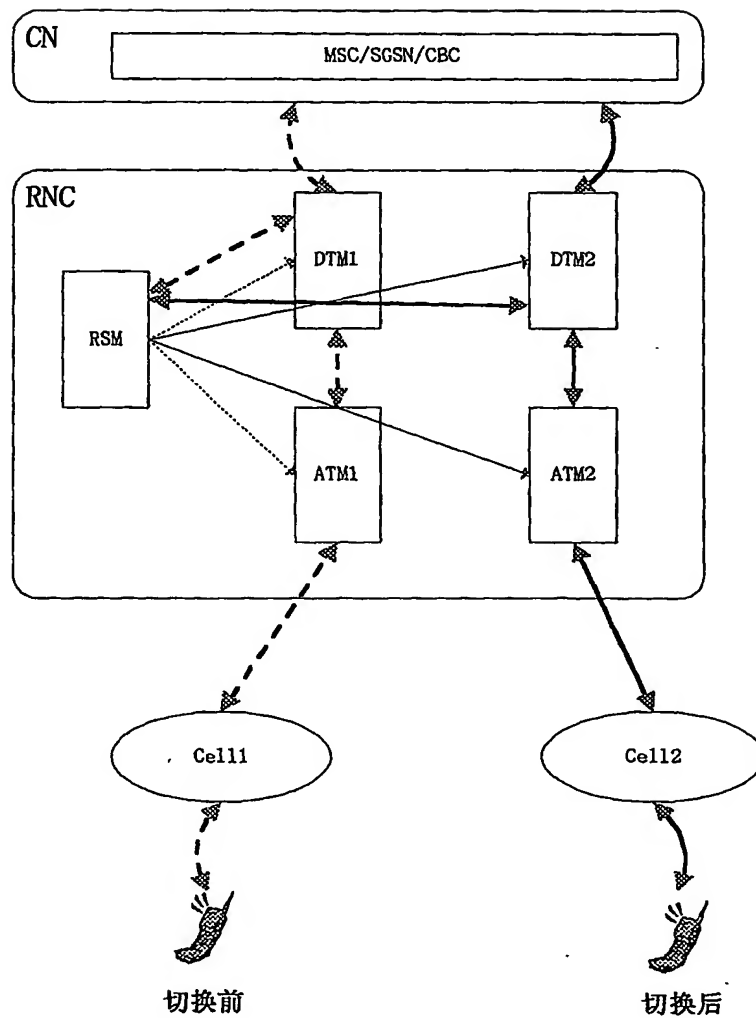 CN
MSC/SGSN/CBC
RNC
DTM1
DTM2
RSM
ATM1
ATM2
Cell1
Cell2
切换前
切换后